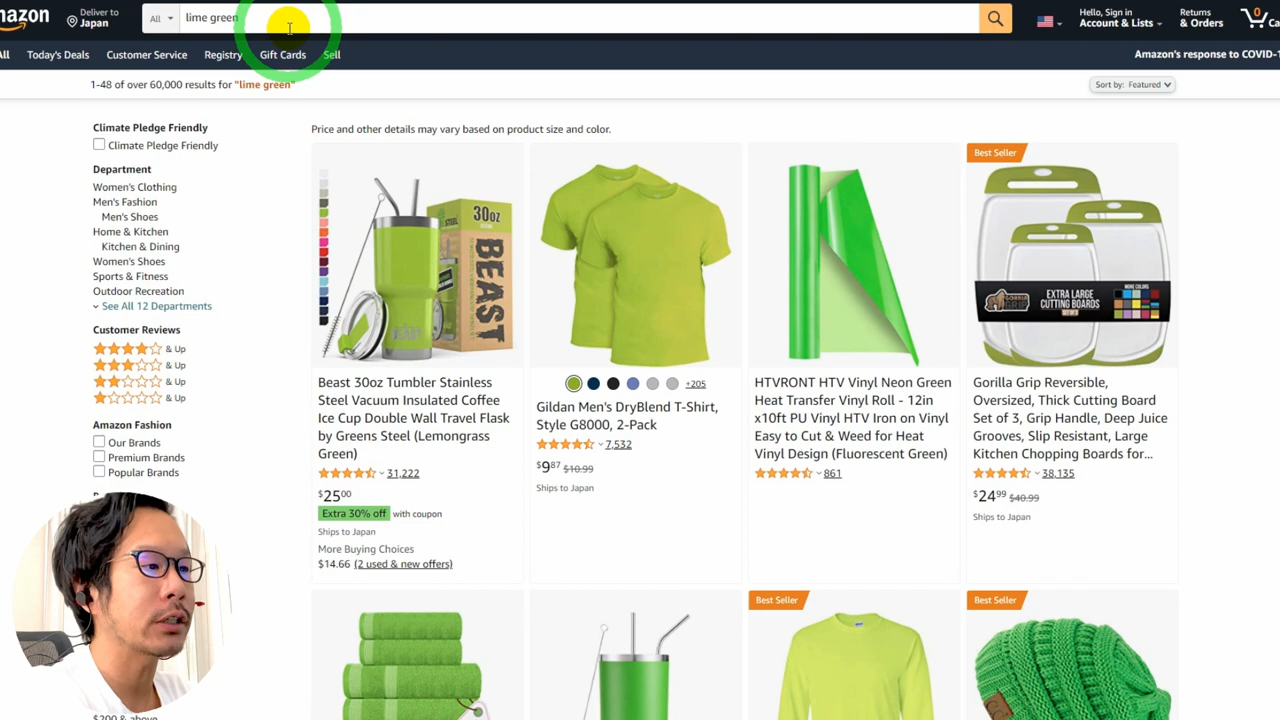 amazon
Deliver to
Japan
All
lime green
Hello, Sign in
Account & Lists
Returns
& Orders
0
Ca
All
Today's Deals
Customer Service
Registry
Gift Cards
Sell
Amazon's response to COVID-1
1-48 of over 60,000 results for "lime green"
Sort by: Featured
Climate Pledge Friendly
Climate Pledge Friendly
Department
Women's Clothing
Men's Fashion
Men's Shoes
Home & Kitchen
Kitchen & Dining
Women's Shoes
Sports & Fitness
Outdoor Recreation
See All 12 Departments
Customer Reviews
& Up
& Up
& Up
& Up
Amazon Fashion
Our Brands
Premium Brands
Popular Brands
$200 & above
Price and other details may vary based on product size and color.
30oz
BEAST
Beast 30oz Tumbler Stainless
Steel Vacuum Insulated Coffee
Ice Cup Double Wall Travel Flask
by Greens Steel (Lemongrass
Green)
31,222
$2500
Extra 30% off with coupon
Ships to Japan
More Buying Choices
$14.66 (2 used & new offers)
+205
Gildan Men's DryBlend T-Shirt,
Style G8000, 2-Pack
7,532
$987 $10.99
Ships to Japan
HTVRONT HTV Vinyl Neon Green
Heat Transfer Vinyl Roll - 12in
x10ft PU Vinyl HTV Iron on Vinyl
Easy to Cut & Weed for Heat
Vinyl Design (Fluorescent Green)
861
Best Seller
GORILLA GRIP
EXTRA LARGE
CUTTING BOARDS
MORE COLORS
Gorilla Grip Reversible,
Oversized, Thick Cutting Board
Set of 3, Grip Handle, Deep Juice
Grooves, Slip Resistant, Large
Kitchen Chopping Boards for...
38,135
$2499 $40.99
Ships to Japan
Best Seller
Best Seller